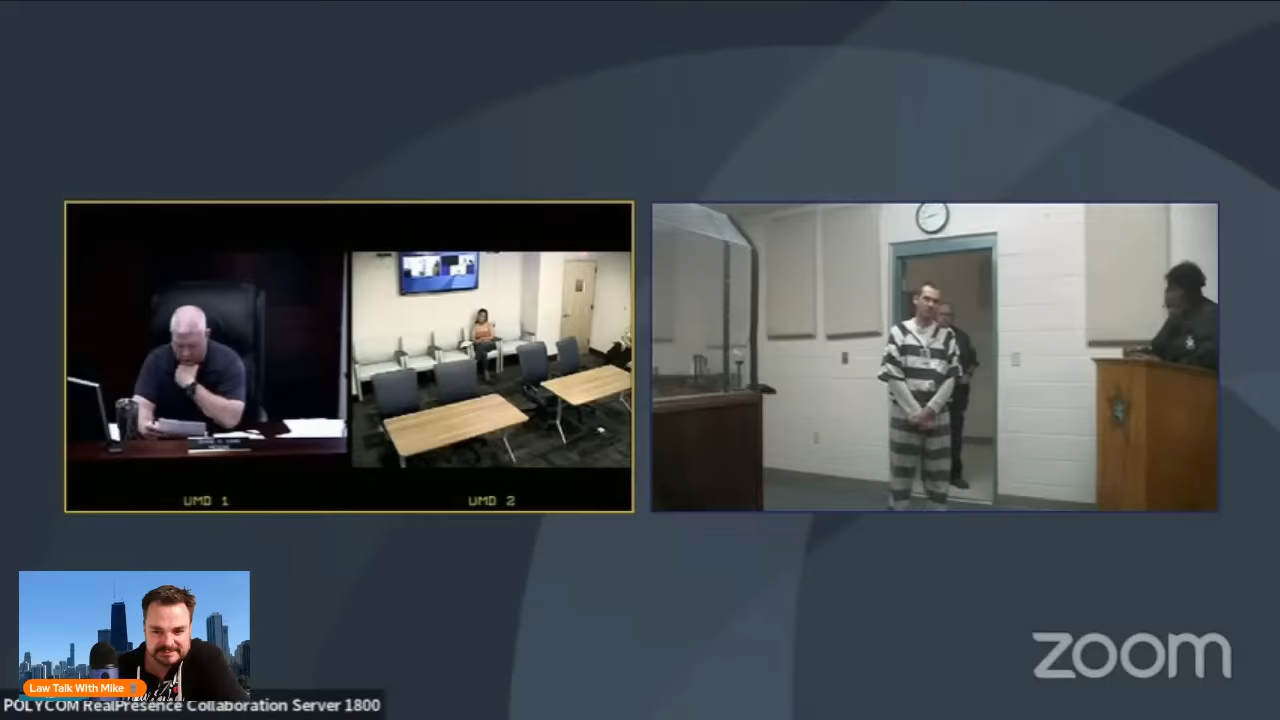 UMD 1
UMD 2
zoom
Law Talk With Mike
POLYCOM RealPresence Collaboration Server 1800